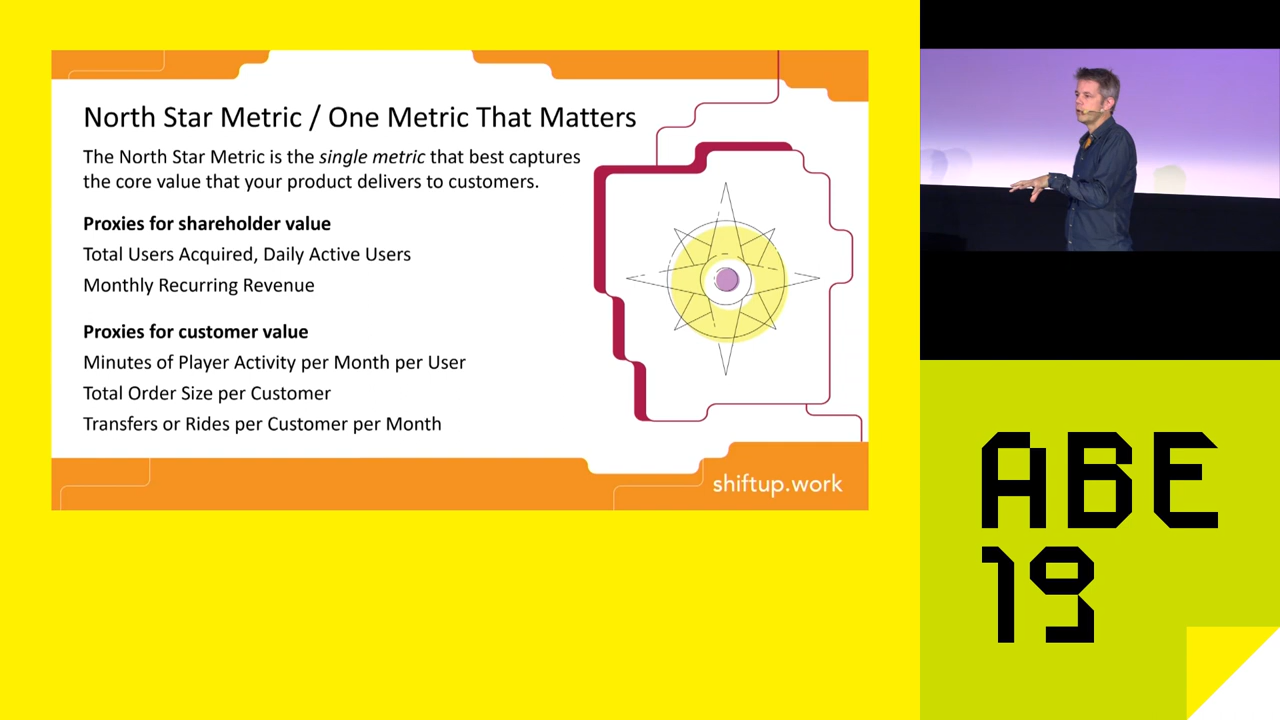 North Star Metric / One Metric That Matters
The North Star Metric is the single metric that best captures
the core value that your product delivers to customers.
Proxies for shareholder value
Total Users Acquired, Daily Active Users
Monthly Recurring Revenue
Proxies for customer value
Minutes of Player Activity per Month per User
Total Order Size per Customer
Transfers or Rides per Customer per Month
shiftup.work
ABE
19